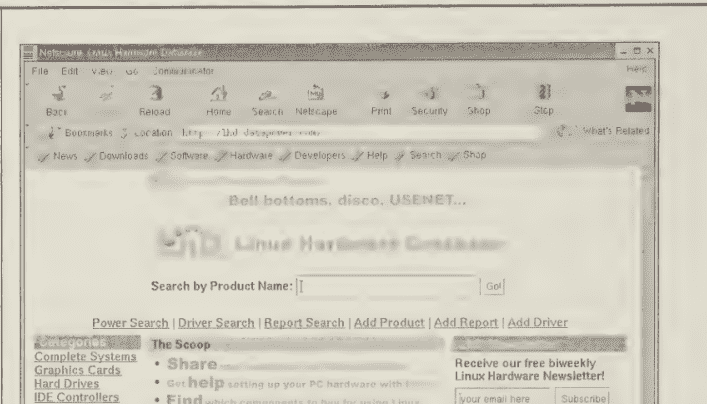 Netscape: Linux Hardware Database
File Edit View Go Communicator Help
Back Reload Home Search Netscape Print Security Shop Stop
Bookmarks Location: What's Related
News Downloads Software Hardware Developers Help Search Shop
Bell bottoms, disco, USENET...
Linux Hardware Database
Search by Product Name: Go!
Power Search | Driver Search | Report Search | Add Product | Add Report | Add Driver
Categories The Scoop
Complete Systems
Graphics Cards
Hard Drives
IDE Controllers
• Share
• Get help setting up your PC hardware with
• Find which components to buy for using Linux
Receive our free biweekly
Linux Hardware Newsletter!
your email here Subscribe